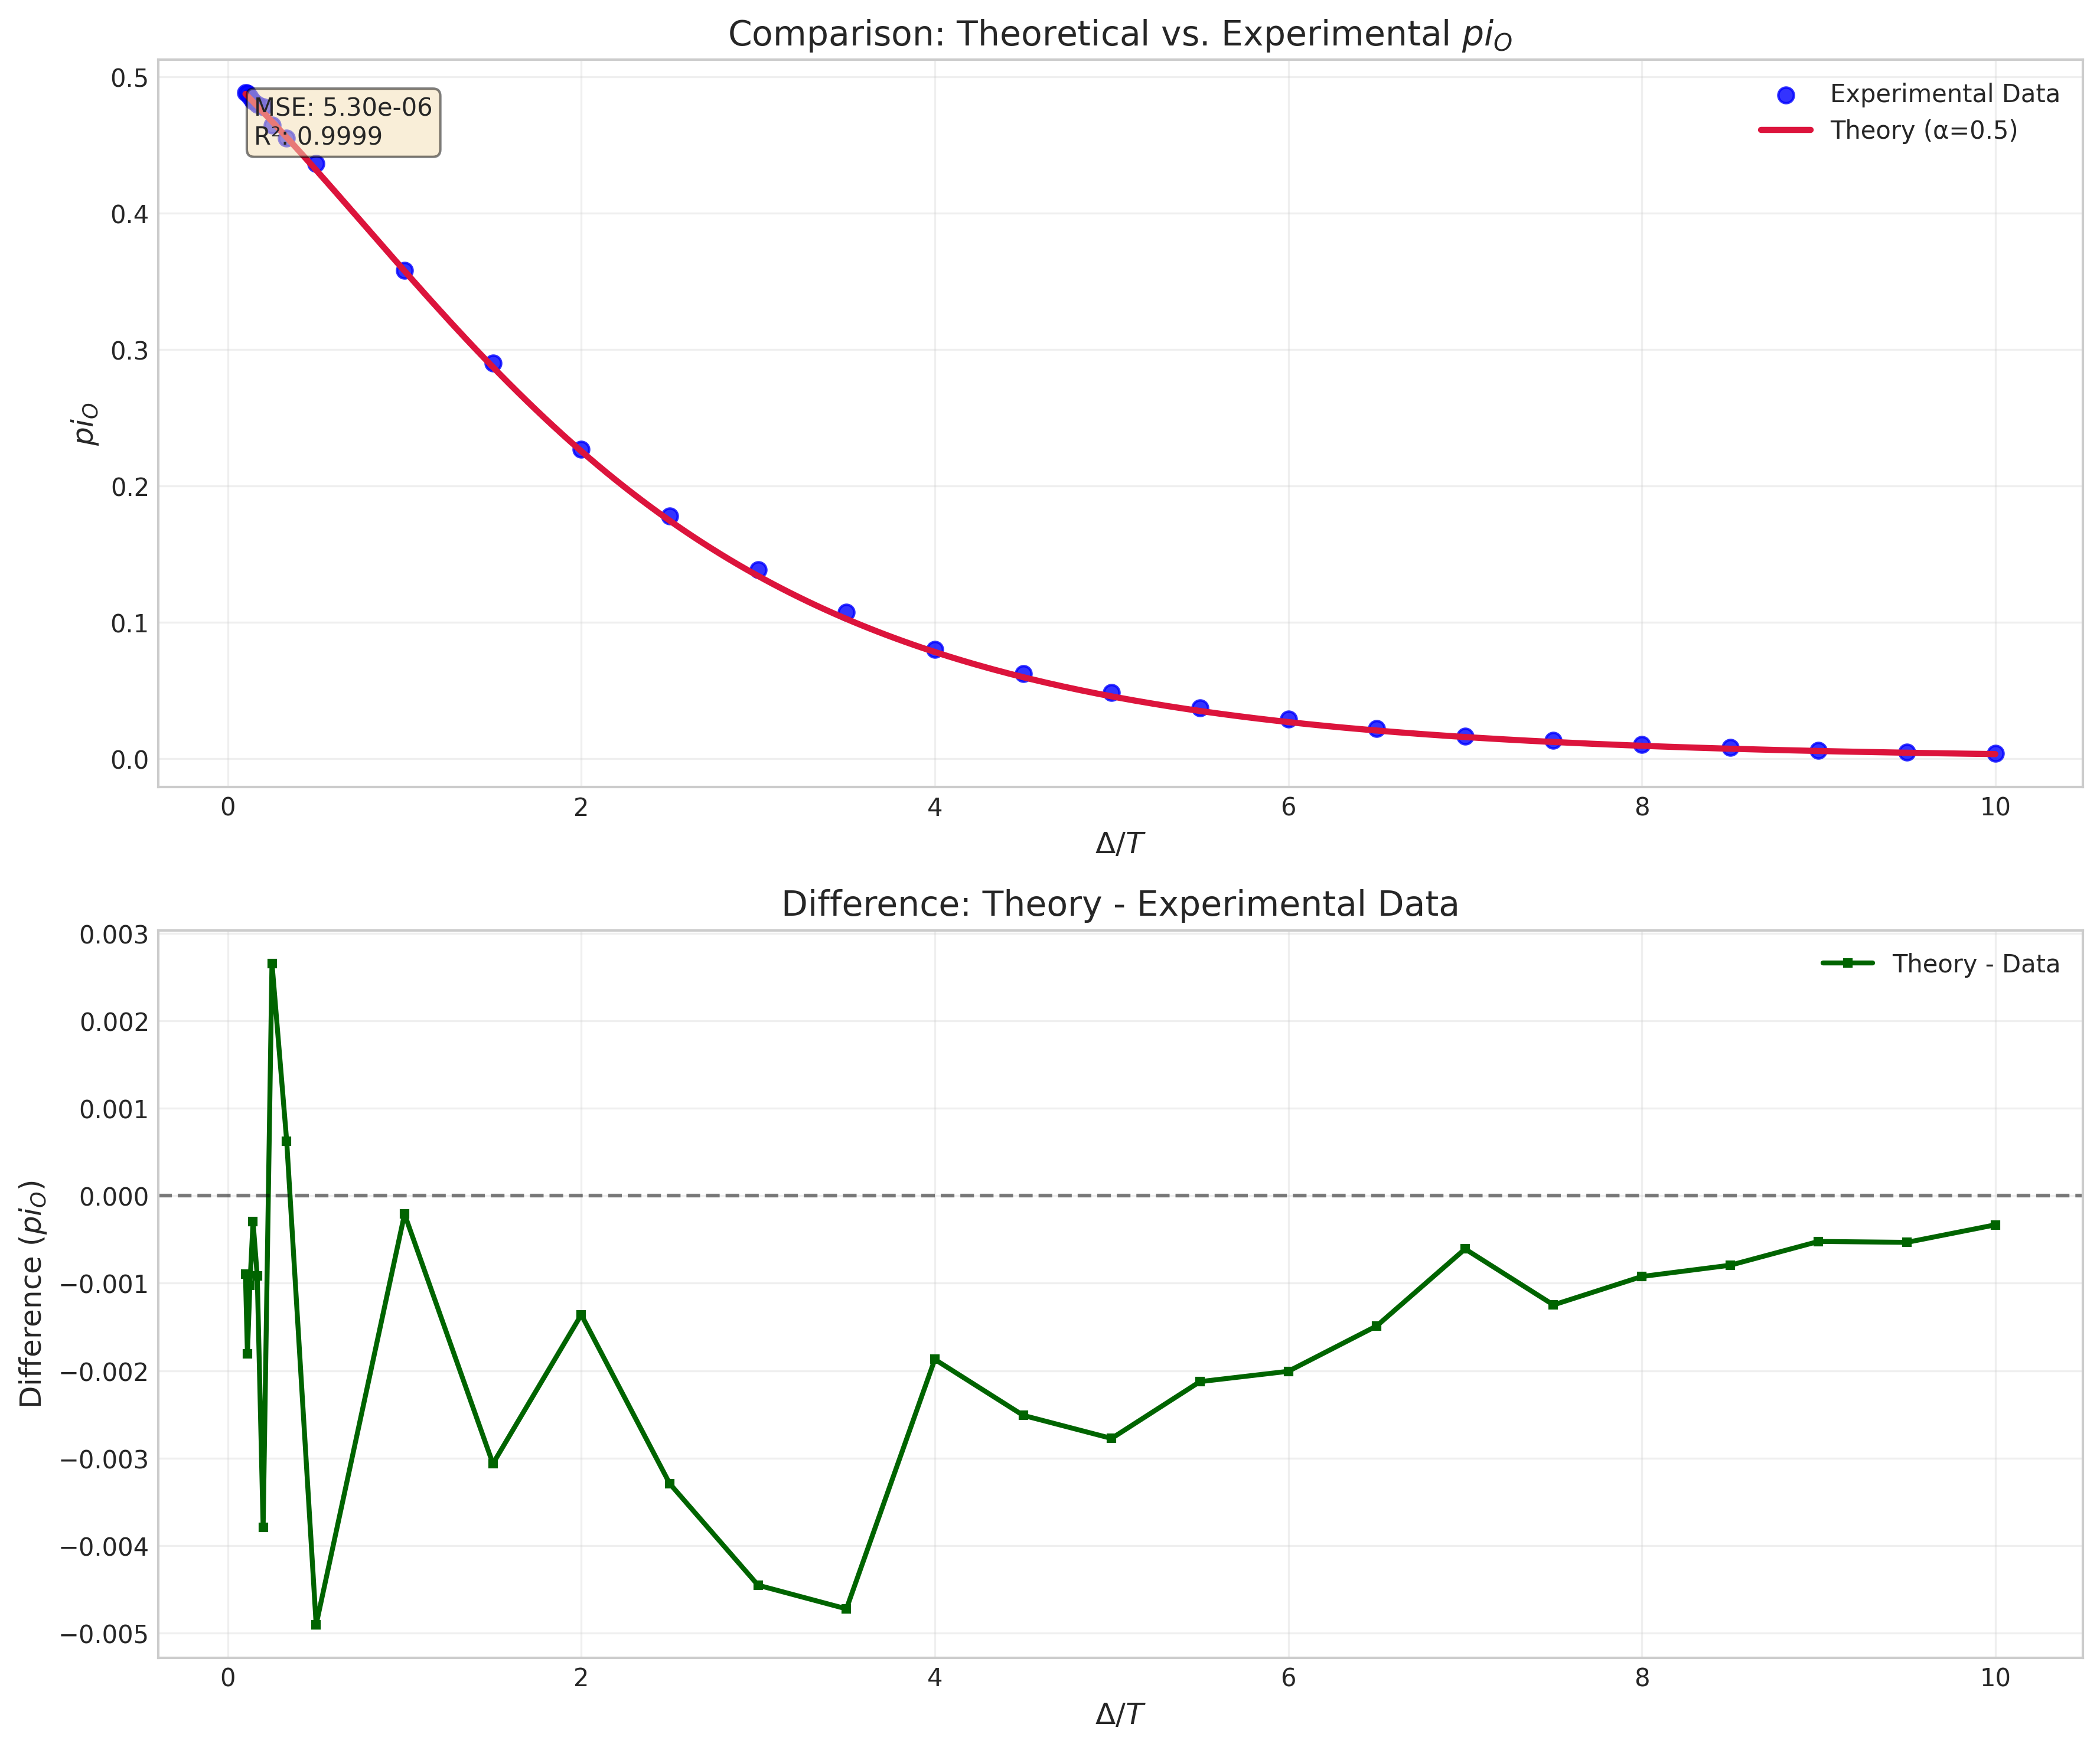 Comparison: Theoretical vs. Experimental pi_O
0.5
0.4
0.3
0.2
0.1
0.0
pi_O
MSE: 5.30e-06
R²: 0.9999
Experimental Data
Theory (α=0.5)
0 2 4 6 8 10
Δ/T
Difference: Theory - Experimental Data
0.003
0.002
0.001
0.000
−0.001
−0.002
−0.003
−0.004
−0.005
Difference (pi_O)
Theory - Data
0 2 4 6 8 10
Δ/T